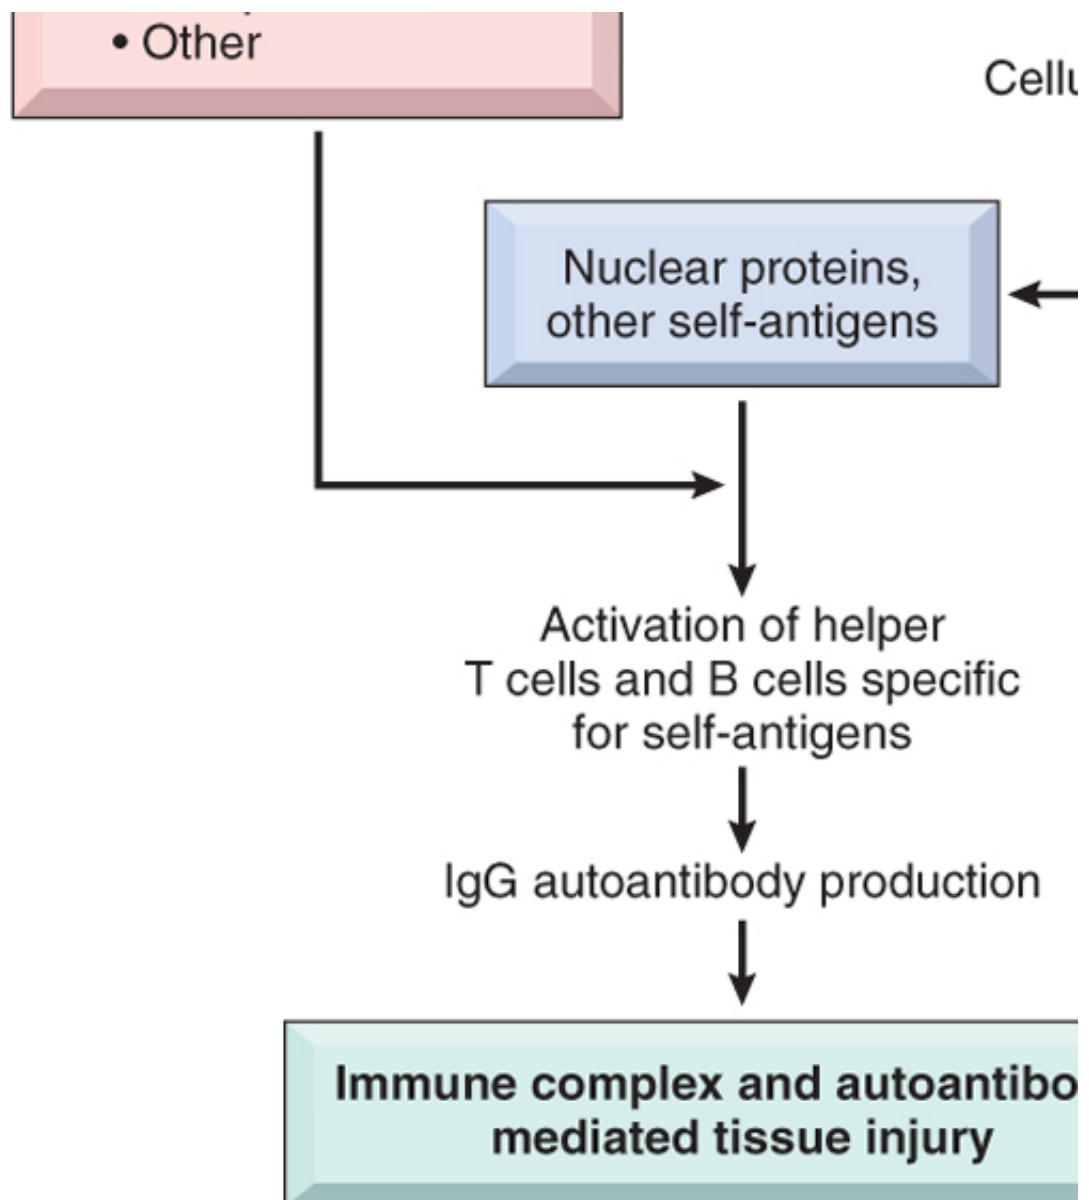 • Other
Cellu
Nuclear proteins,
other self-antigens
Activation of helper
T cells and B cells specific
for self-antigens
IgG autoantibody production
Immune complex and autoantibo
mediated tissue injury